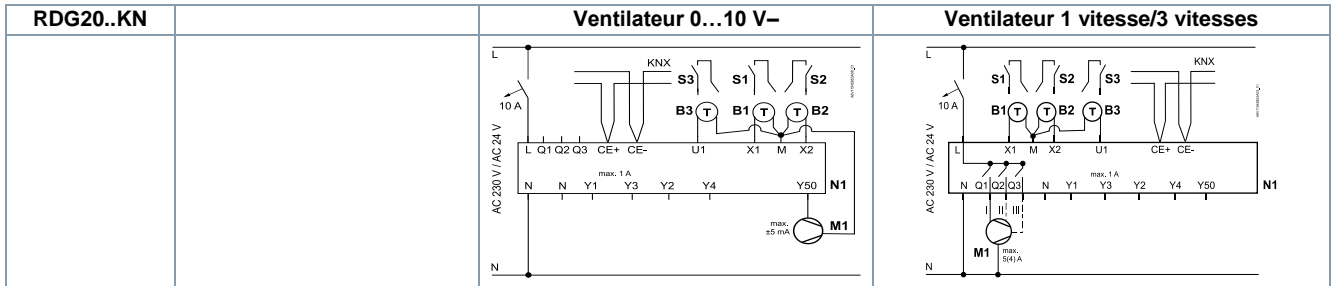 RDG20..KN
Ventilateur 0…10 V–
Ventilateur 1 vitesse/3 vitesses
L
KNX
S3 S1 S2
10 A
B3 T B1 T T B2
AC 230 V / AC 24 V
L Q1 Q2 Q3 CE+ CE- U1 X1 M X2
max. 1 A
N N Y1 Y3 Y2 Y4 Y50
N1
max.
±5 mA
M1
N
L
KNX
S1 S2 S3
10 A
B1 T T B2 T B3
AC 230 V / AC 24 V
L X1 M X2 U1 CE+ CE-
max. 1 A
N Q1 Q2 Q3 N Y1 Y3 Y2 Y4 Y50
N1
I II III
M1
max.
5(4) A
N